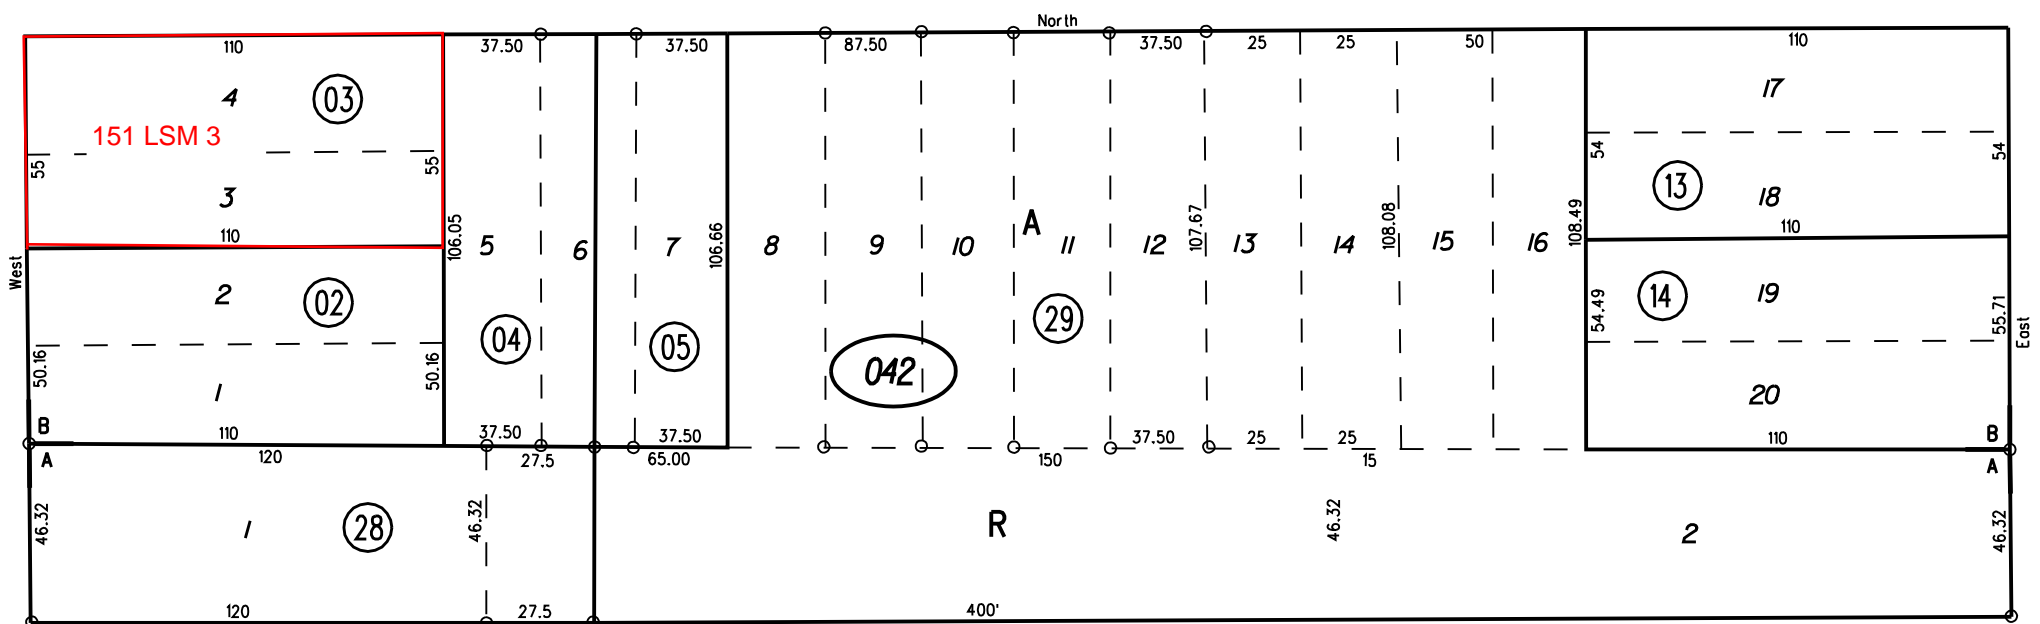 North
110 37.50 37.50 87.50 37.50 25 25 50 110
4 03 17
151 LSM 3
55 55 54 54
3 13 18
110 110
West 106.05 5 6 7 106.66 8 9 10 A 11 12 107.67 13 14 108.08 15 16 108.49
2 02 14 19
04 05 042 29 54.49 55.71 East
50.16 50.16
1 20
B 110 37.50 37.50 37.50 25 25 110 B
A 120 27.5 65.00 150 15 A
46.32 1 28 46.32 R 46.32 2 46.32
120 27.5 400'